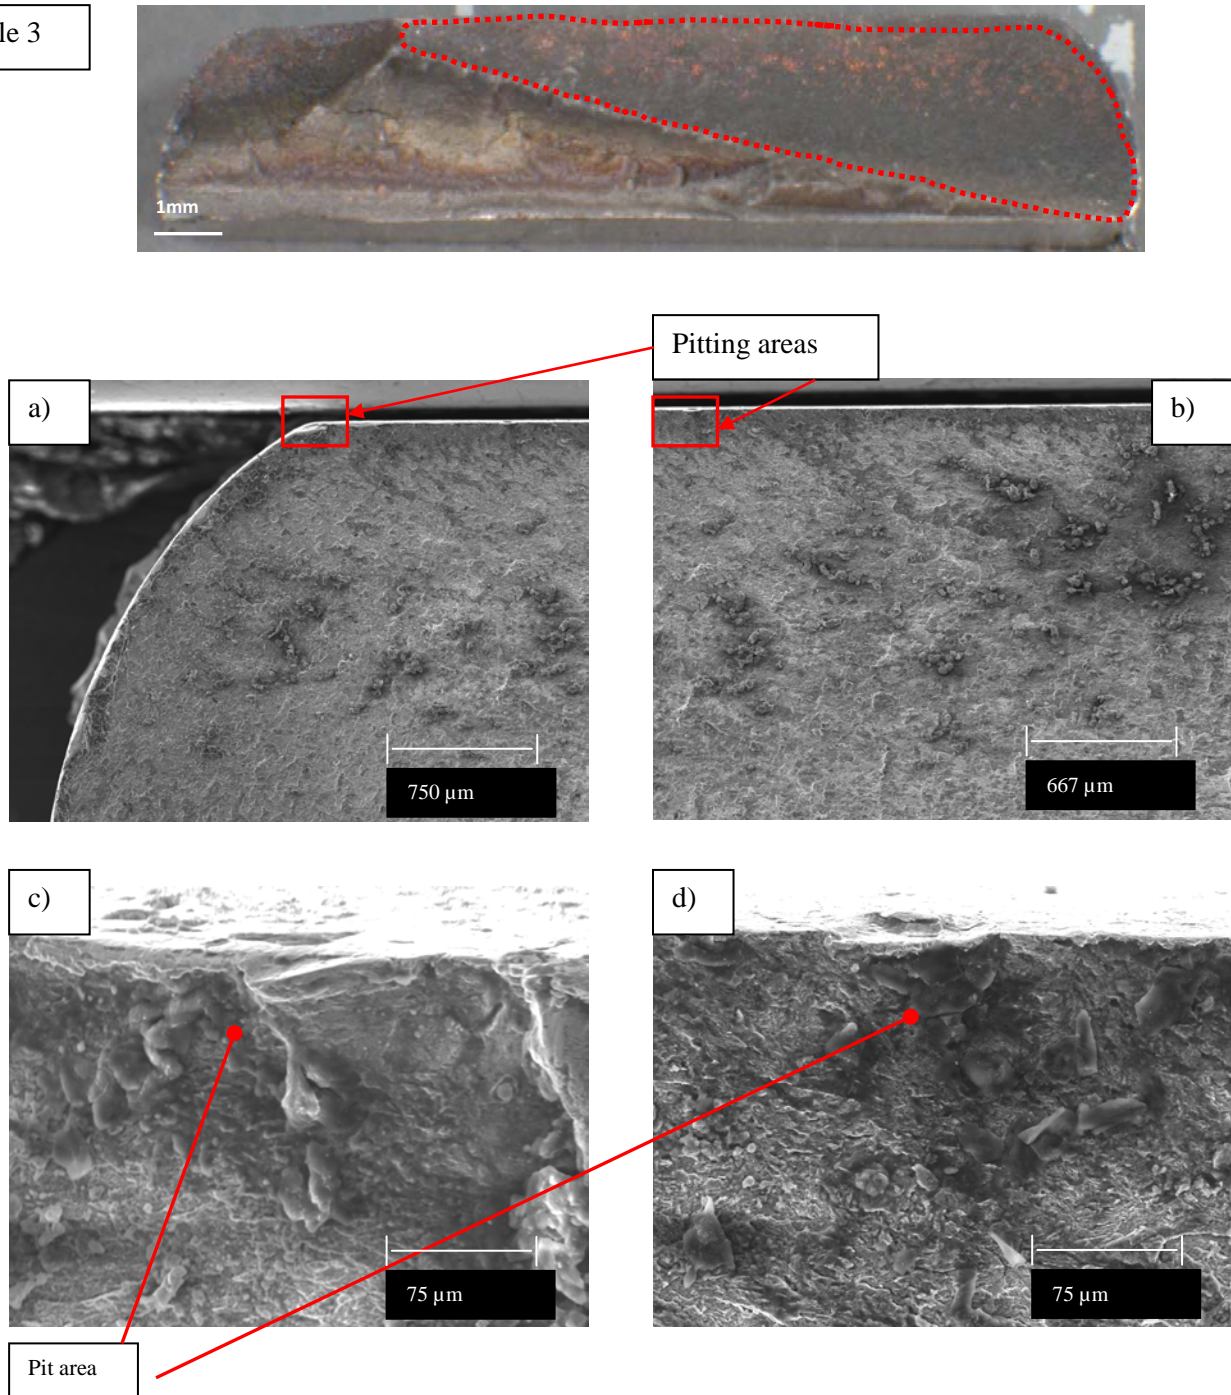 le 3
1mm
Pitting areas
a)
b)
750 µm
667 µm
c)
d)
75 µm
75 µm
Pit area